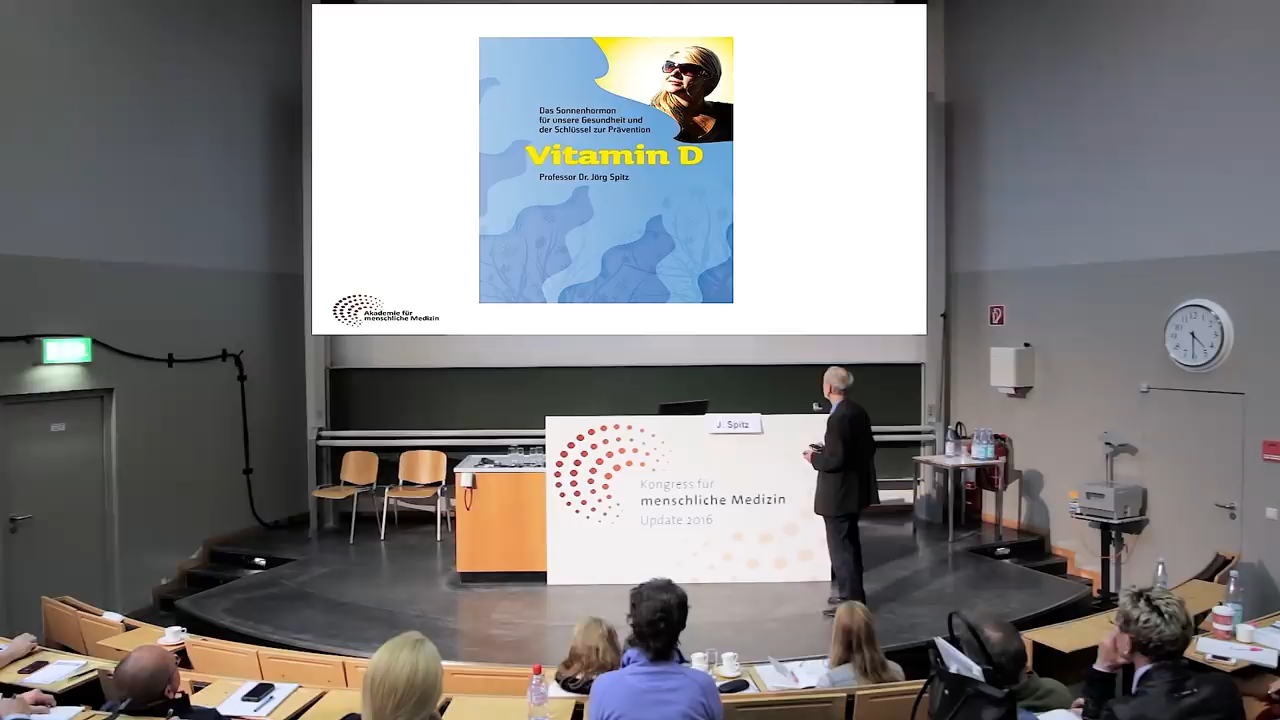 Das Sonnenhormon
für unsere Gesundheit und
der Schlüssel zur Prävention
Vitamin D
Professor Dr. Jörg Spitz
Akademie für
menschliche Medizin
J. Spitz
Kongress für
menschliche Medizin
Update 2016